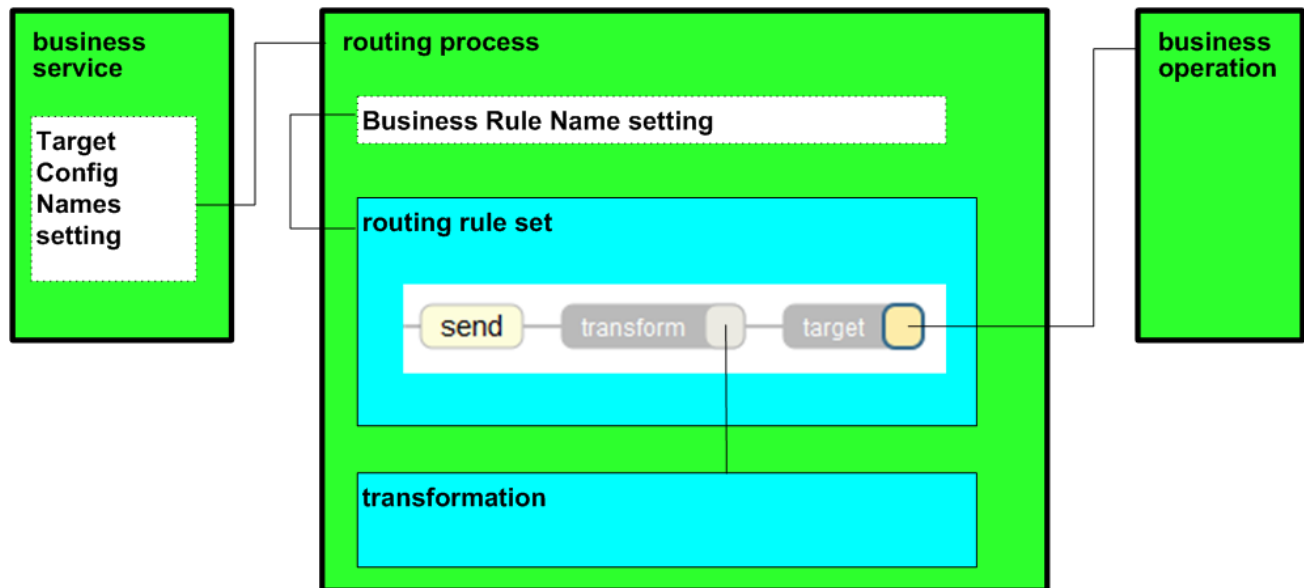 business
service
Target
Config
Names
setting
routing process
Business Rule Name setting
routing rule set
send
transform
target
transformation
business
operation